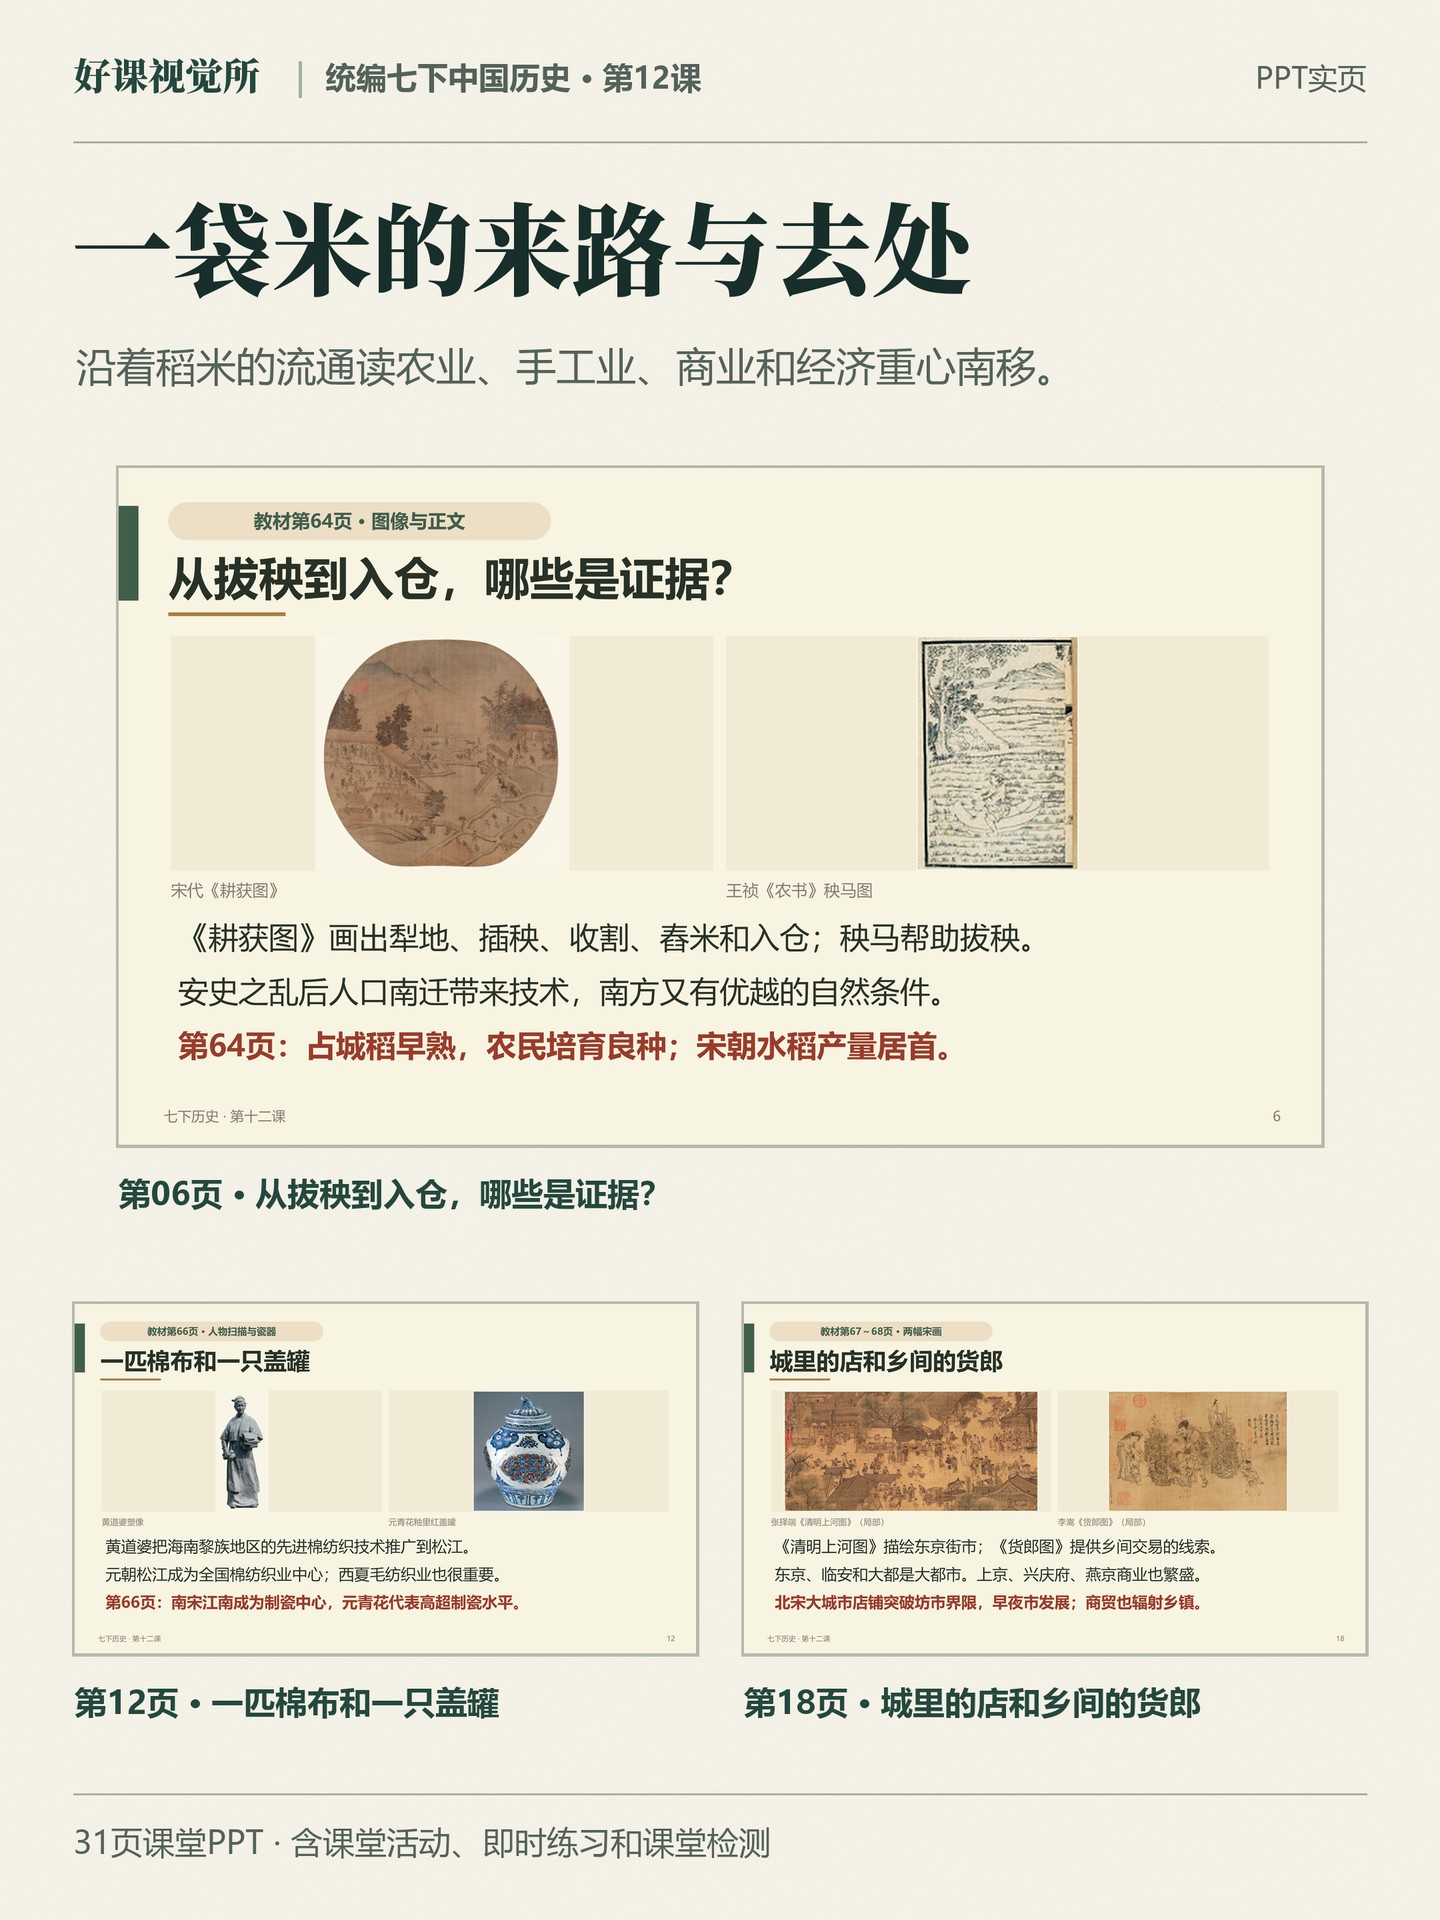 好课视觉所 | 统编七下中国历史·第12课
PPT实页
一袋米的来路与去处
沿着稻米的流通读农业、手工业、商业和经济重心南移。
教材第64页·图像与正文
从拔秧到入仓，哪些是证据？
宋代《耕获图》
王祯《农书》秧马图
《耕获图》画出犁地、插秧、收割、舂米和入仓；秧马帮助拔秧。
安史之乱后人口南迁带来技术，南方又有优越的自然条件。
第64页：占城稻早熟，农民培育良种；宋朝水稻产量居首。
七下历史·第十二课
6
第06页·从拔秧到入仓，哪些是证据？
教材第66页·人物扫描与瓷器
一匹棉布和一只盖罐
黄道婆塑像
元青花釉里红盖罐
黄道婆把海南黎族地区的先进棉纺织技术推广到松江。
元朝松江成为全国棉纺织业中心；西夏毛纺织业也很重要。
第66页：南宋江南成为制瓷中心，元青花代表高超制瓷水平。
七下历史·第十二课
12
第12页·一匹棉布和一只盖罐
教材第67～68页·两幅宋画
城里的店和乡间的货郎
张择端《清明上河图》（局部）
李嵩《货郎图》（局部）
《清明上河图》描绘东京街市；《货郎图》提供乡间交易的线索。
东京、临安和大都是大都市。上京、兴庆府、燕京商业也繁盛。
北宋大城市店铺突破坊市界限，早夜市发展；商贸也辐射乡镇。
七下历史·第十二课
18
第18页·城里的店和乡间的货郎
31页课堂PPT·含课堂活动、即时练习和课堂检测